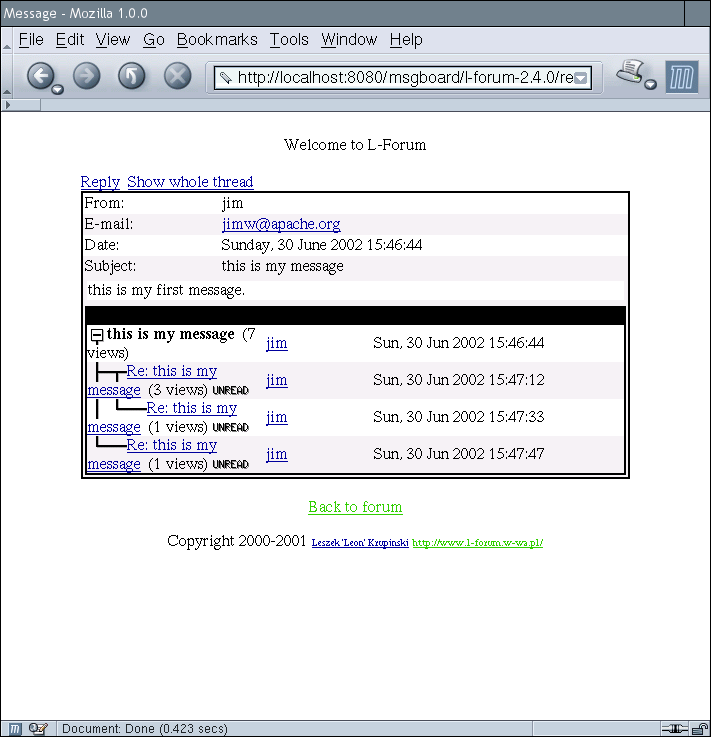 Message - Mozilla 1.0.0
File Edit View Go Bookmarks Tools Window Help
http://localhost:8080/msgboard/l-forum-2.4.0/re
Welcome to L-Forum
Reply Show whole thread
From: jim
E-mail: jimw@apache.org
Date: Sunday, 30 June 2002 15:46:44
Subject: this is my message
this is my first message.
this is my message (7
views) jim Sun, 30 Jun 2002 15:46:44
Re: this is my
message (3 views) UNREAD jim Sun, 30 Jun 2002 15:47:12
Re: this is my
message (1 views) UNREAD jim Sun, 30 Jun 2002 15:47:33
Re: this is my
message (1 views) UNREAD jim Sun, 30 Jun 2002 15:47:47
Back to forum
Copyright 2000-2001 Leszek 'Leon' Krupinski http://www.l-forum.w-wa.pl/
Document: Done (0.423 secs)